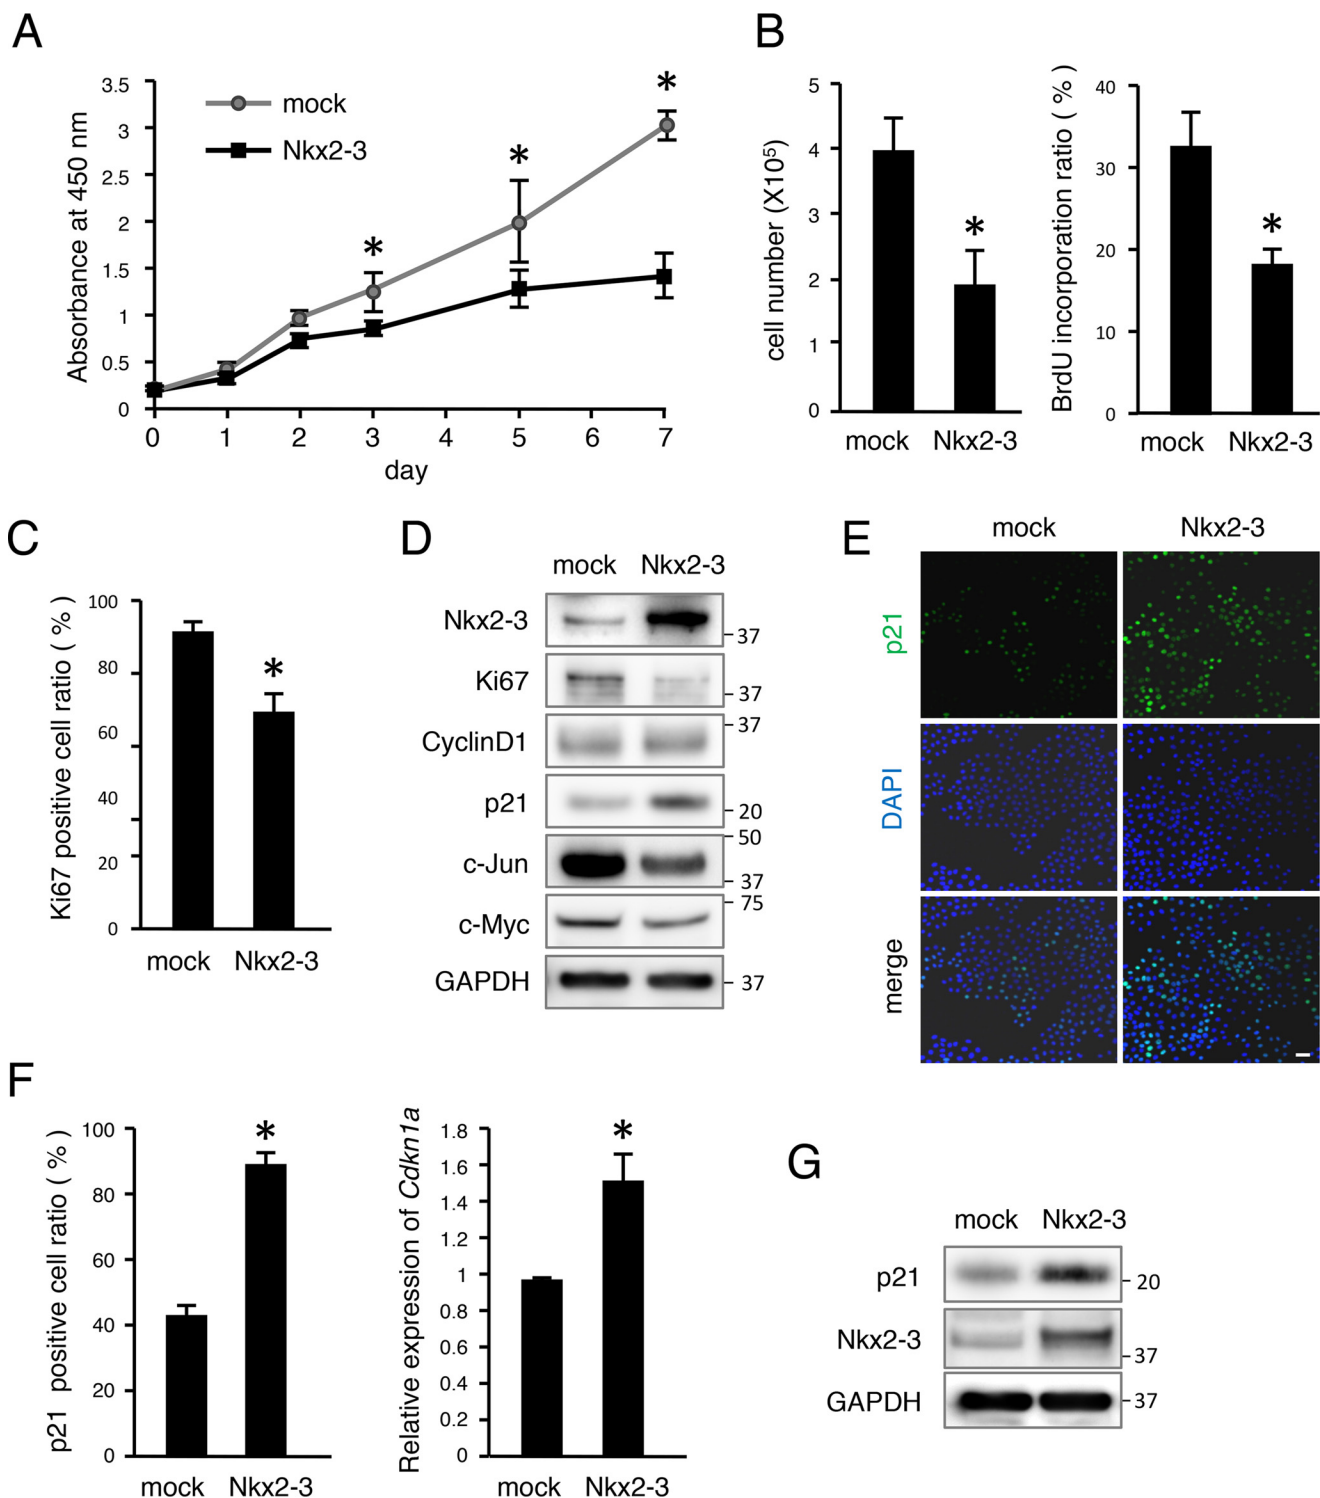 A
Absorbance at 450 nm
3.5
3
2.5
2
1.5
1
0.5
0
mock
Nkx2-3
*
*
*
0 1 2 3 4 5 6 7
day
B
cell number (X10⁵)
5
4
3
2
1
0
*
mock Nkx2-3
BrdU incorporation ratio ( % )
40
30
20
10
0
*
mock Nkx2-3
C
Ki67 positive cell ratio ( % )
100
80
60
40
20
0
*
mock Nkx2-3
D
mock Nkx2-3
Nkx2-3
37
Ki67
37
CyclinD1
37
p21
20
c-Jun
50
37
c-Myc
75
GAPDH
37
E
mock Nkx2-3
p21
DAPI
merge
F
p21 positive cell ratio ( % )
100
80
60
40
20
0
*
mock Nkx2-3
Relative expression of Cdkn1a
1.8
1.6
1.4
1.2
1
0.8
0.6
0.4
0.2
0
*
mock Nkx2-3
G
mock Nkx2-3
p21
20
Nkx2-3
37
GAPDH
37